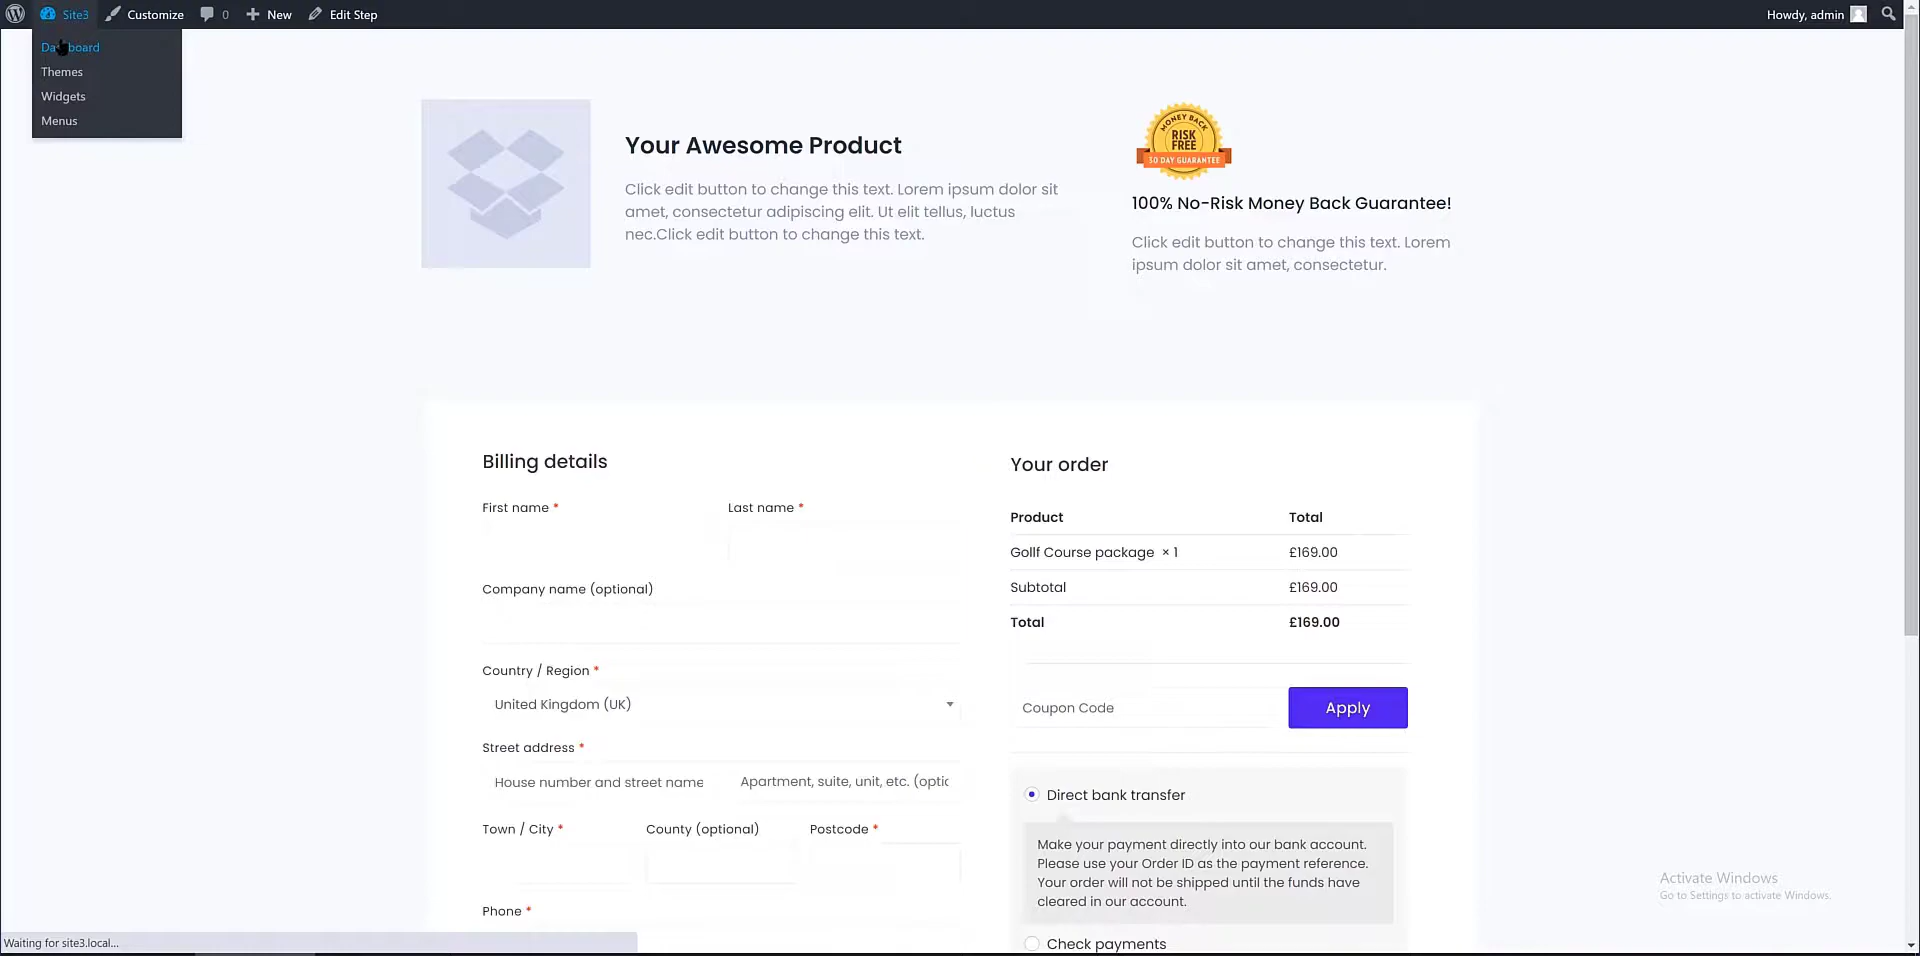 Site3
Customize
0
New
Edit Step
Howdy, admin
Dashboard
Themes
Widgets
Menus
Your Awesome Product
Click edit button to change this text. Lorem ipsum dolor sit
amet, consectetur adipiscing elit. Ut elit tellus, luctus
nec.Click edit button to change this text.
MONEY BACK
RISK
FREE
30 DAY GUARANTEE
100% No-Risk Money Back Guarantee!
Click edit button to change this text. Lorem
ipsum dolor sit amet, consectetur.
Billing details
First name *
Last name *
Company name (optional)
Country / Region *
United Kingdom (UK)
Street address *
House number and street name
Apartment, suite, unit, etc. (optic
Town / City *
County (optional)
Postcode *
Phone *
Your order
Product Total
Gollf Course package × 1 £169.00
Subtotal £169.00
Total £169.00
Coupon Code
Apply
Direct bank transfer
Make your payment directly into our bank account.
Please use your Order ID as the payment reference.
Your order will not be shipped until the funds have
cleared in our account.
Check payments
Activate Windows
Go to Settings to activate Windows.
Waiting for site3.local...